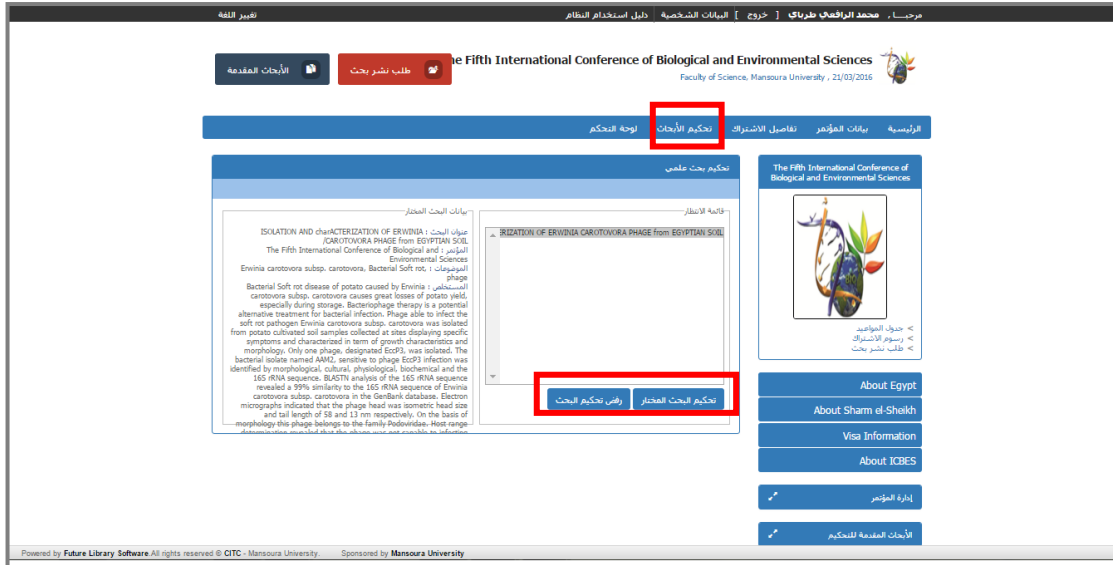 مرحبـــا , محمد الرافعي طرباي [ خروج ] البيانات الشخصية دليل استخدام النظام
تغيير اللغة
he Fifth International Conference of Biological and Environmental Sciences
Faculty of Science, Mansoura University , 21/03/2016
طلب نشر بحث
الأبحاث المقدمة
الرئيسية بيانات المؤتمر تفاصيل الاشتراك تحكيم الأبحاث لوحة التحكم
The Fifth International Conference of
Biological and Environmental Sciences
> جدول المواعيد
> رسوم الاشتراك
> طلب نشر بحث
About Egypt
About Sharm el-Sheikh
Visa Information
About ICBES
إدارة المؤتمر
الأبحاث المقدمة للتحكيم
تحكيم بحث علمي
قائمة الانتظار
RIZATION OF ERWINIA CAROTOVORA PHAGE from EGYPTIAN SOIL
تحكيم البحث المختار
رفض تحكيم البحث
بيانات البحث المختار
عنوان البحث : ISOLATION AND charACTERIZATION OF ERWINIA
CAROTOVORA PHAGE from EGYPTIAN SOIL/
المؤتمر : The Fifth International Conference of Biological and
Environmental Sciences
الموضوعات : Erwinia carotovora subsp. carotovora, Bacterial Soft rot,
phage
المستخلص : Bacterial Soft rot disease of potato caused by Erwinia
carotovora subsp. carotovora causes great losses of potato yield,
especially during storage. Bacteriophage therapy is a potential
alternative treatment for bacterial infection. Phage able to infect the
soft rot pathogen Erwinia carotovora subsp. carotovora was isolated
from potato cultivated soil samples collected at sites displaying specific
symptoms and characterized in term of growth characteristics and
morphology. Only one phage, designated EccP3, was isolated. The
bacterial isolate named AAM2, sensitive to phage EccP3 infection was
identified by morphological, cultural, physiological, biochemical and the
16S rRNA sequence. BLASTN analysis of the 16S rRNA sequence
revealed a 99% similarity to the 16S rRNA sequence of Erwinia
carotovora subsp. carotovora in the GenBank database. Electron
micrographs indicated that the phage head was isometric head size
and tail length of 58 and 13 nm respectively. On the basis of
morphology this phage belongs to the family Podoviridae. Host range
determination revealed that the phage was not capable to infecting
Powered by Future Library Software.All rights reserved © CITC - Mansoura University. Sponsored by Mansoura University